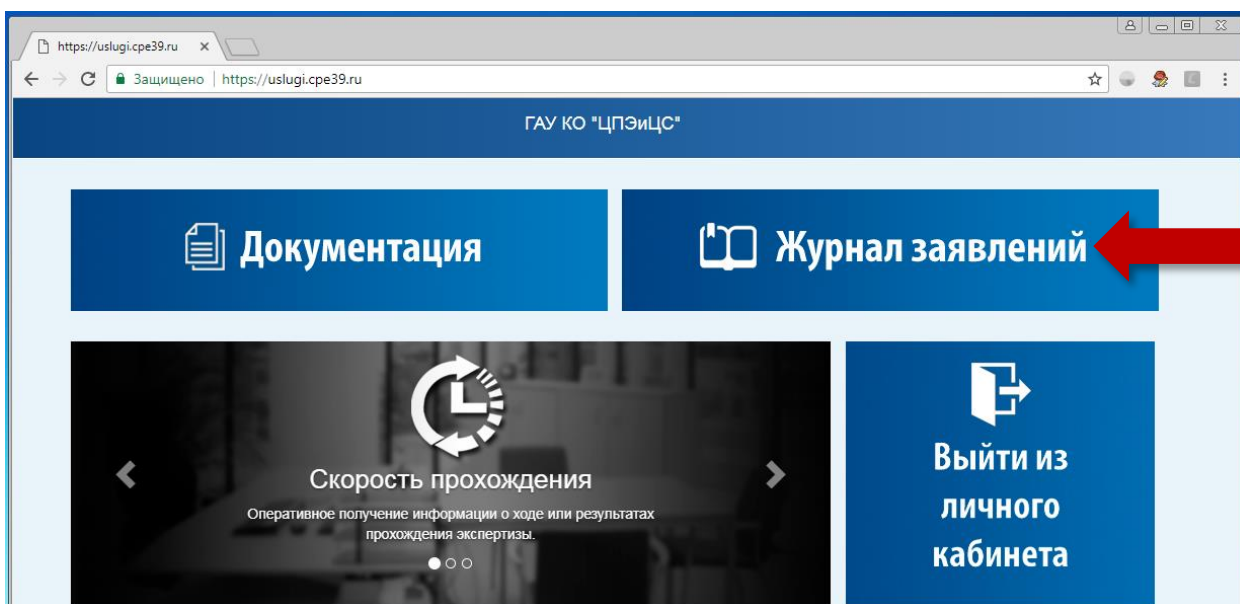 https://uslugi.cpe39.ru
Защищено | https://uslugi.cpe39.ru
ГАУ КО "ЦПЭиЦС"
Документация
Журнал заявлений
Скорость прохождения
Оперативное получение информации о ходе или результатах
прохождения экспертизы.
Выйти из
личного
кабинета